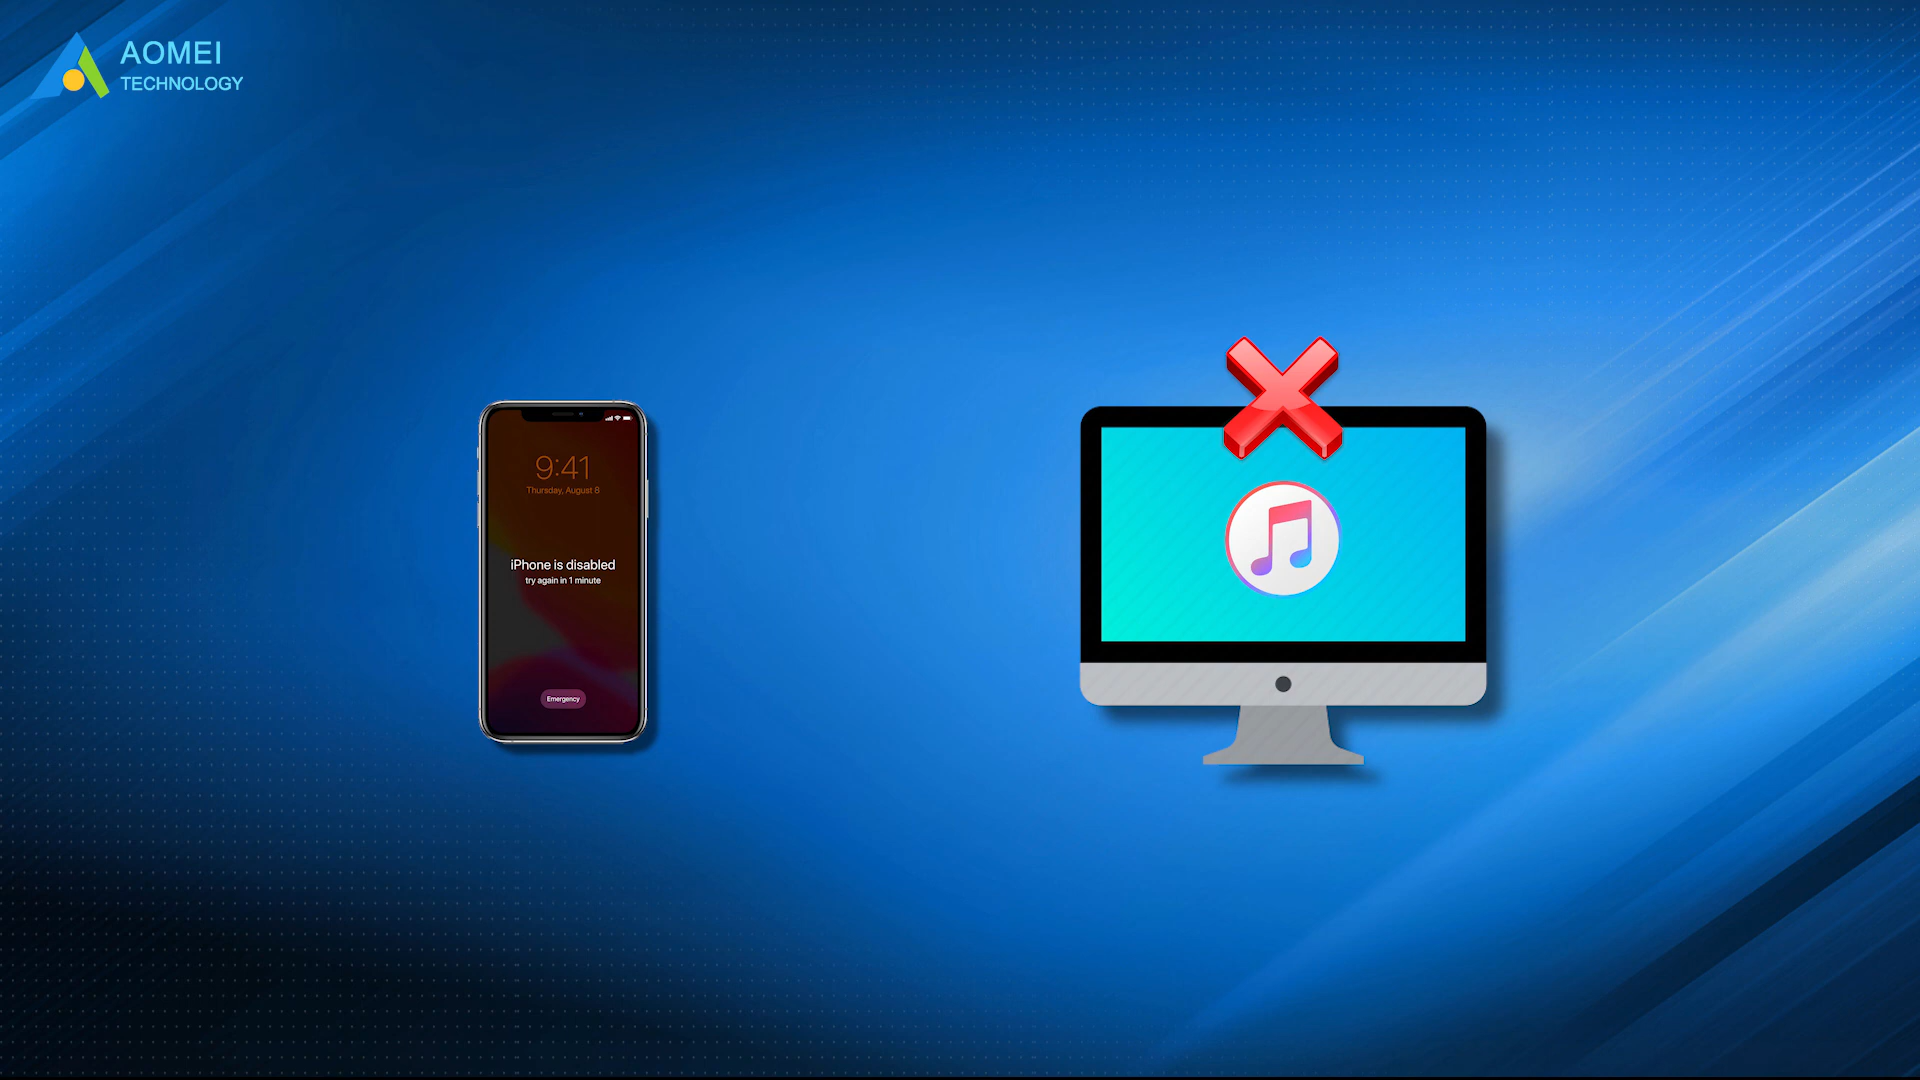 AOMEI
TECHNOLOGY
9:41
Thursday, August 8
iPhone is disabled
try again in 1 minute
Emergency